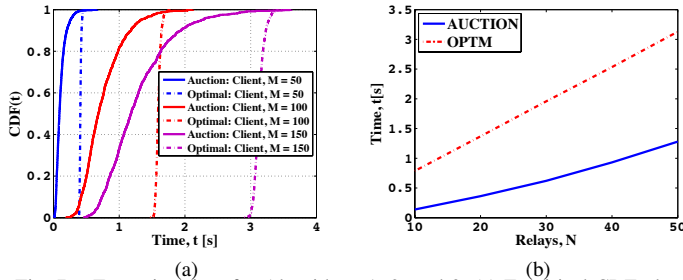 1
0.8
0.6
0.4
0.2
0
CDF(t)
0 1 2 3 4
Time, t [s]
Auction: Client, M = 50
Optimal: Client, M = 50
Auction: Client, M = 100
Optimal: Client, M = 100
Auction: Client, M = 150
Optimal: Client, M = 150
(a)
3.5
3
2.5
2
1.5
1
0.5
0
Time, t[s]
10 20 30 40 50
Relays, N
AUCTION
OPTM
(b)